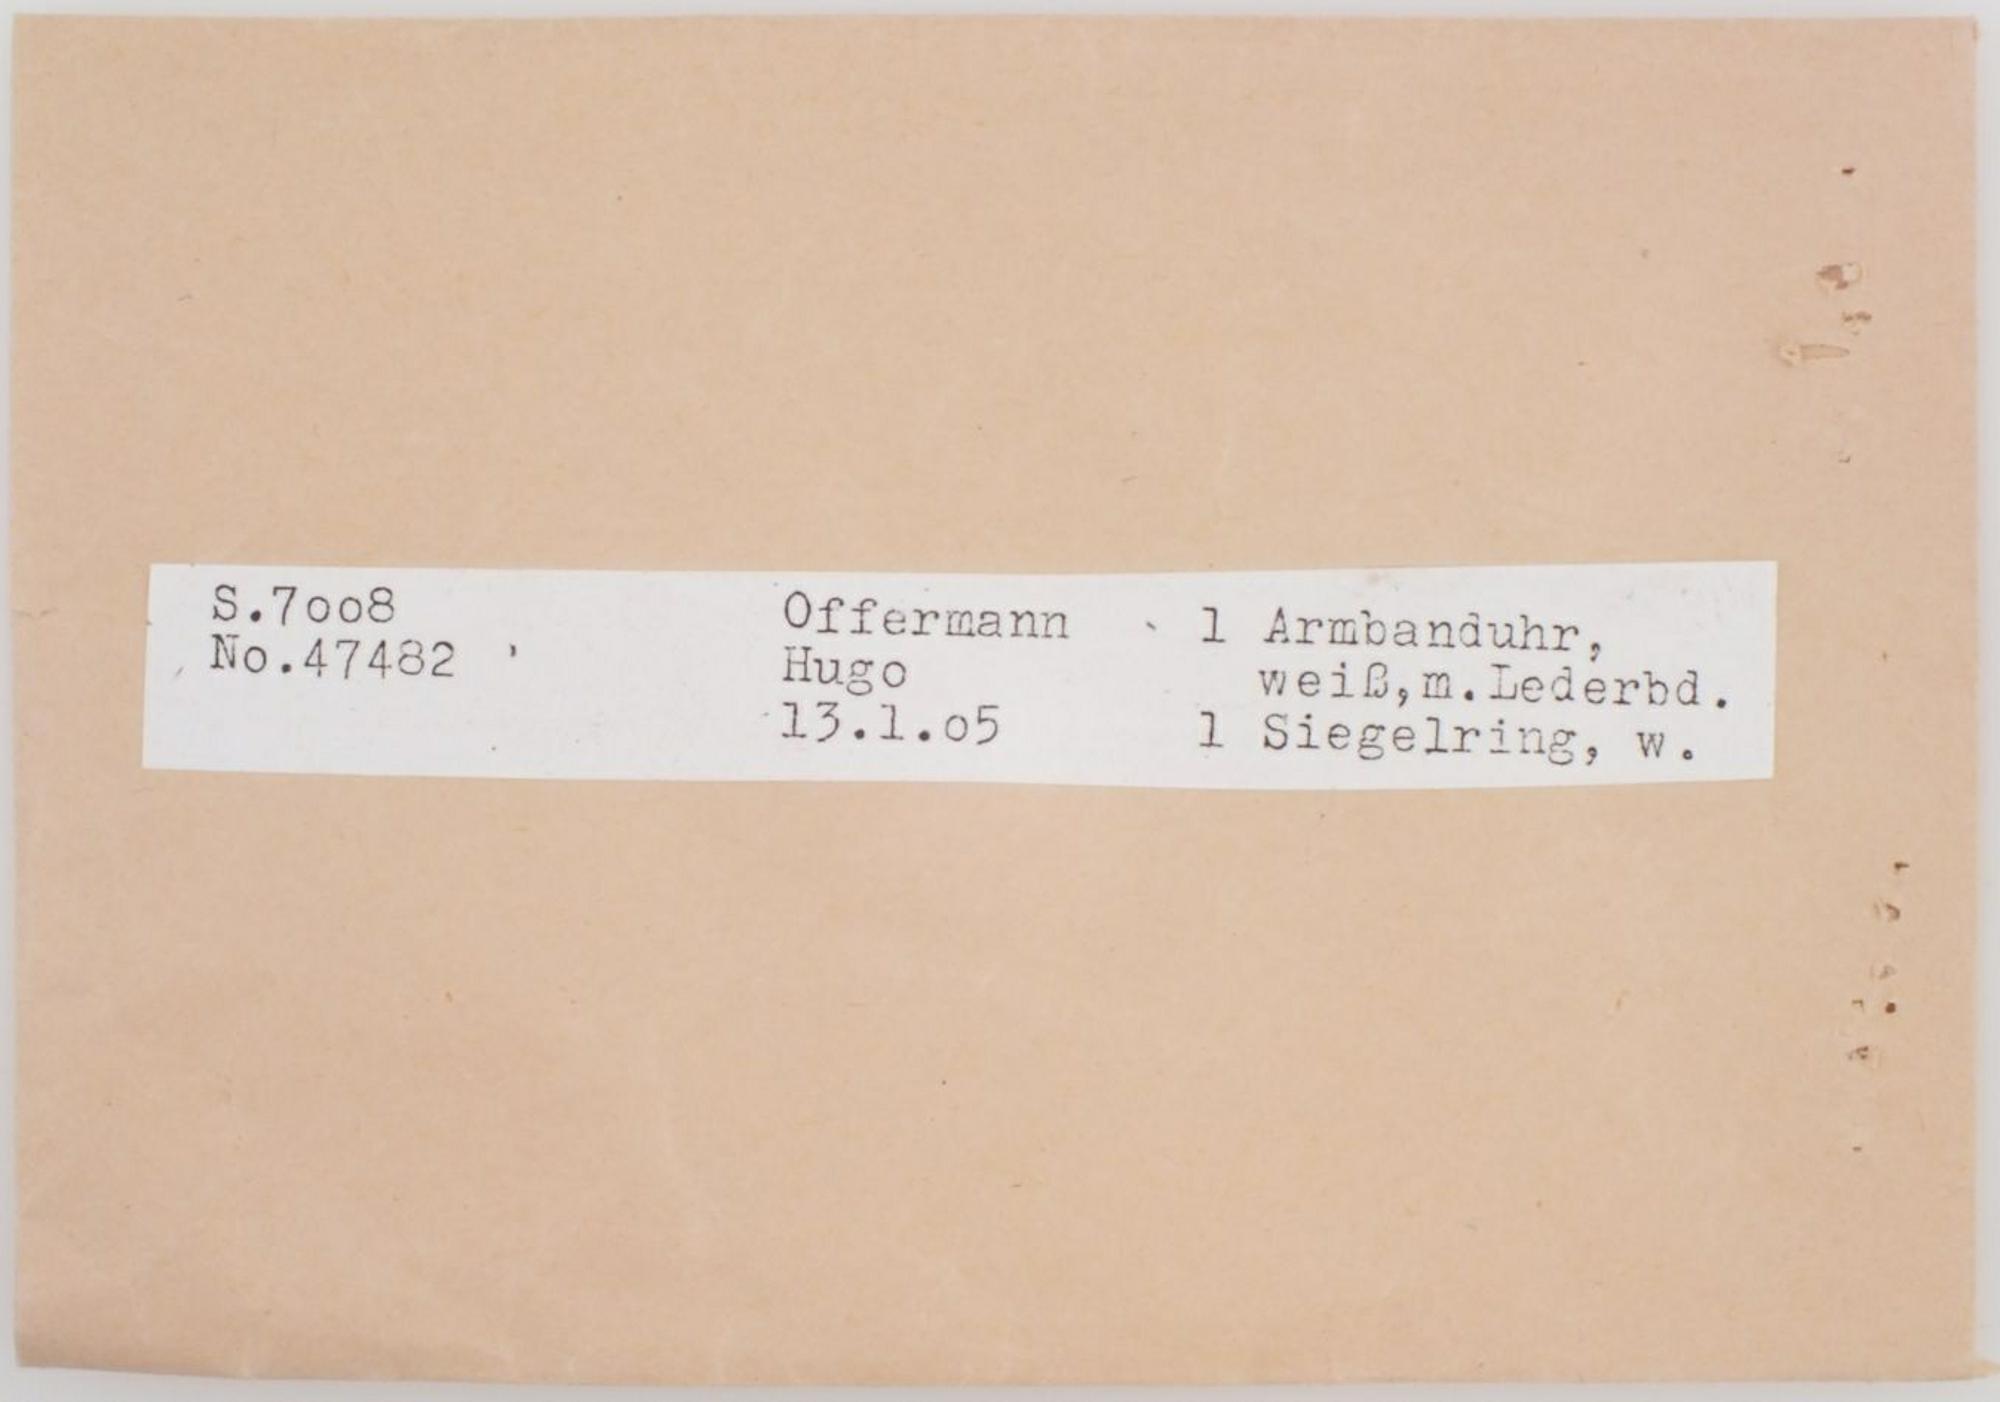 S.7oo8
No.47482
Offermann
Hugo
13.1.o5
1 Armbanduhr,
weiß,m.Lederbd.
1 Siegelring, w.